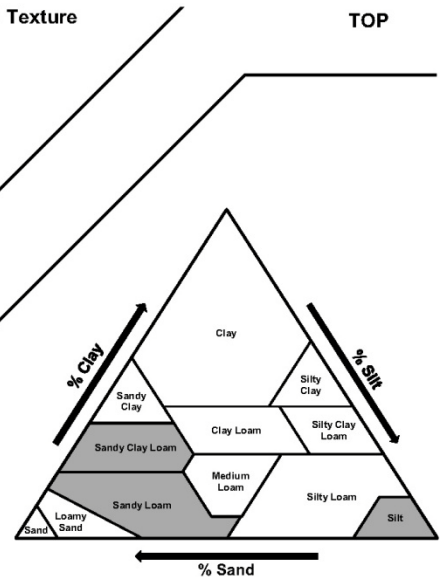 Texture
TOP
% Clay
% Silt
Clay
Silty
Clay
Sandy
Clay
Clay Loam
Silty Clay
Loam
Sandy Clay Loam
Medium
Loam
Sandy Loam
Silty Loam
Loamy
Sand
Sand
Silt
% Sand